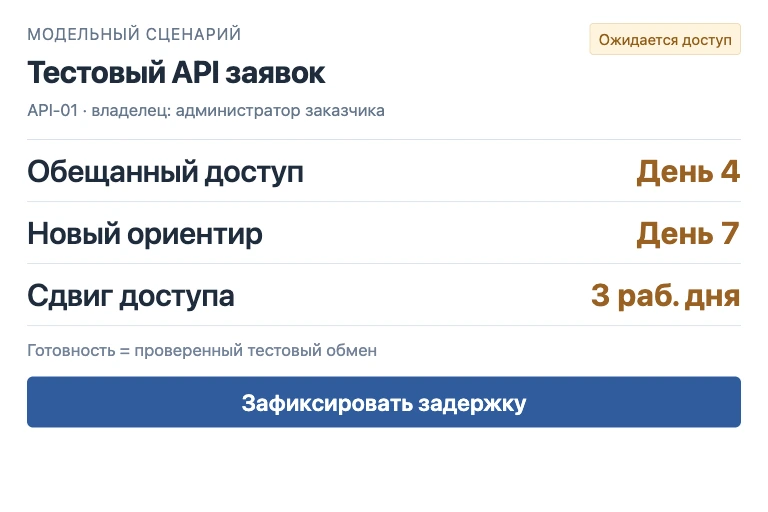 МОДЕЛЬНЫЙ СЦЕНАРИЙ
Ожидается доступ
Тестовый API заявок
API-01 · владелец: администратор заказчика
Обещанный доступ День 4
Новый ориентир День 7
Сдвиг доступа 3 раб. дня
Готовность = проверенный тестовый обмен
Зафиксировать задержку